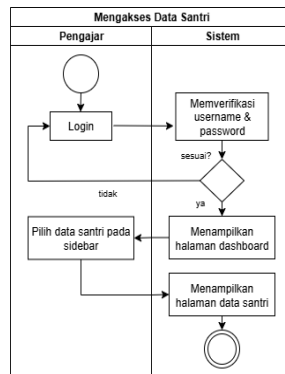 Mengakses Data Santri
Pengajar
Sistem
Login
Memverifikasi
username &
password
sesuai?
tidak
ya
Pilih data santri pada
sidebar
Menampilkan
halaman dashboard
Menampilkan
halaman data santri